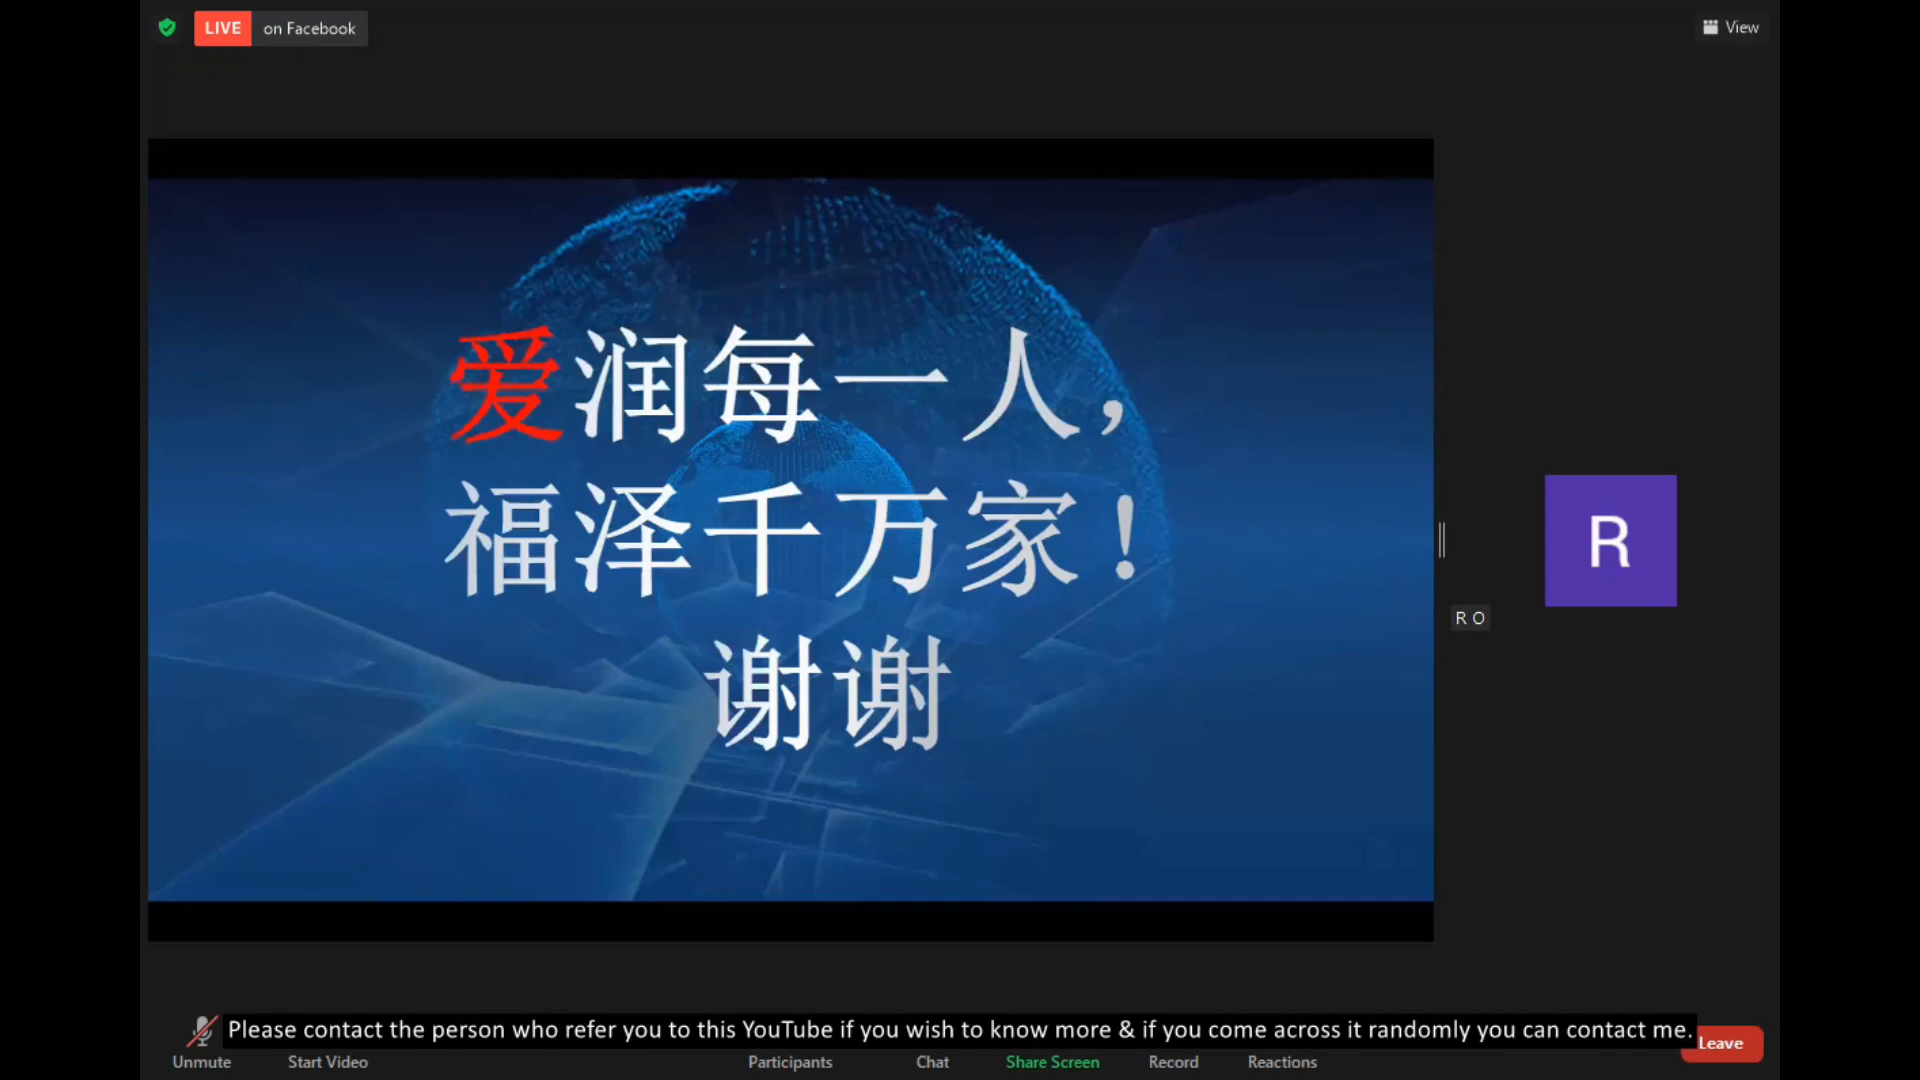 LIVE on Facebook
View
爱润每一人,
福泽千万家!
谢谢
R
R O
Please contact the person who refer you to this YouTube if you wish to know more & if you come across it randomly you can contact me.
Leave
Unmute
Start Video
Participants
Chat
Share Screen
Record
Reactions